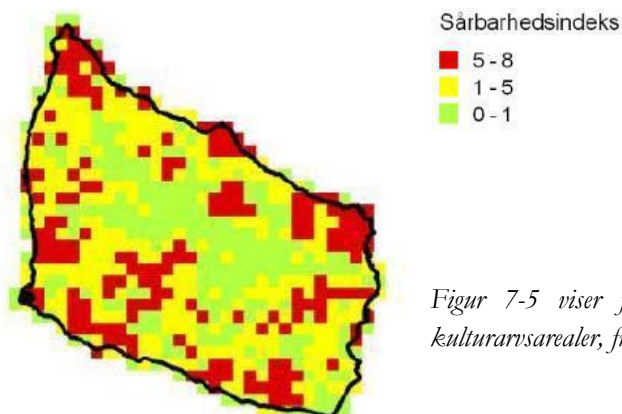 Sårbarhedsindeks
5 - 8
1 - 5
0 - 1
Figur 7-5 viser
kulturarvsarealer,